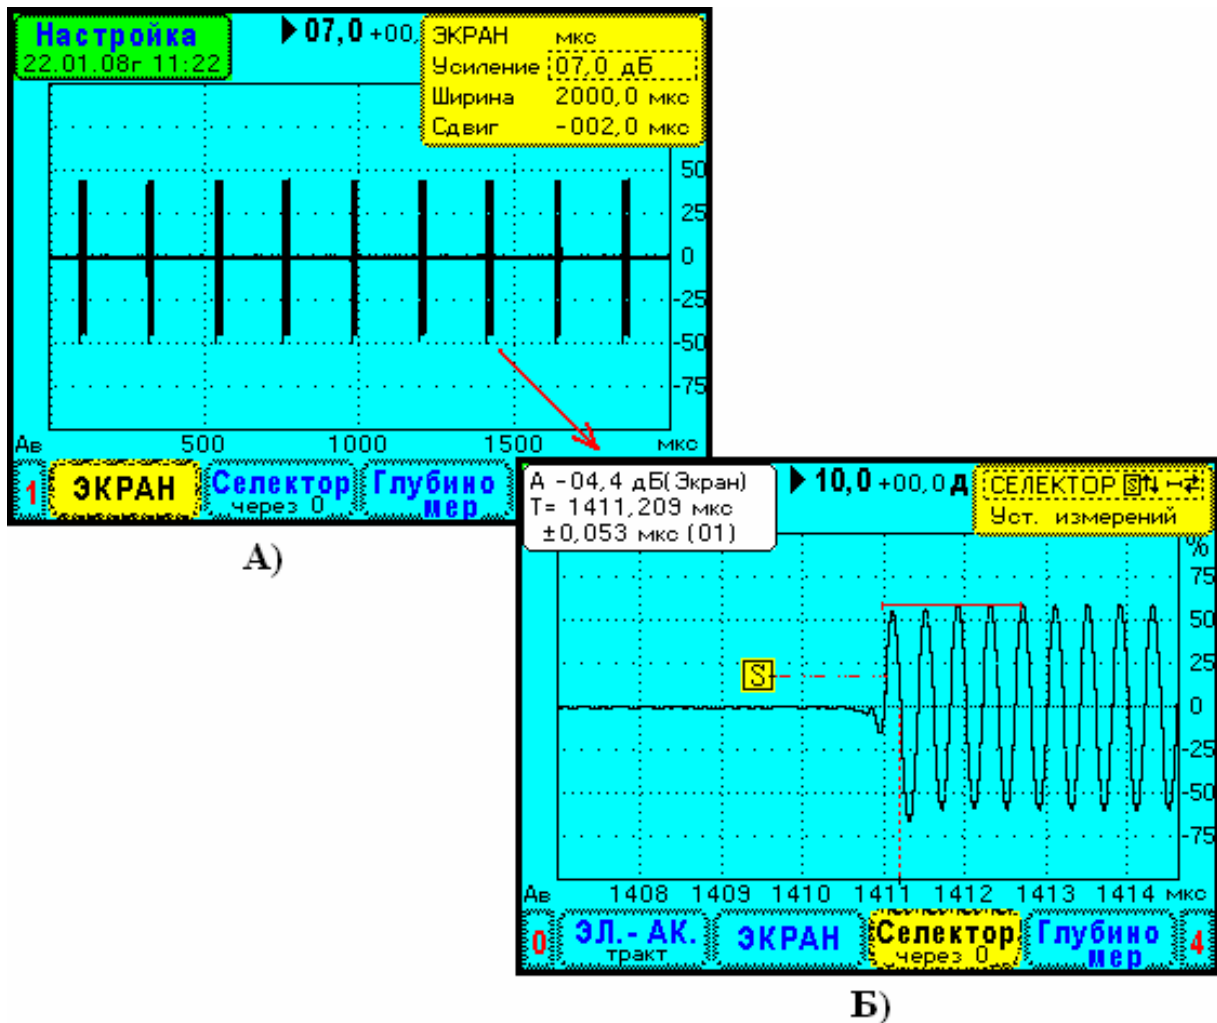 Настройка
22.01.08г 11:22
07,0 +00,
ЭКРАН мкс
Усиление 07,0 дБ
Ширина 2000,0 мкс
Сдвиг -002,0 мкс
50
25
0
-25
-50
-75
Ав 500 1000 1500 мкс
1 ЭКРАН Селектор Глубино
через 0 мер
А)
А -04,4 дБ(Экран)
Т= 1411,209 мкс
±0,053 мкс (01)
10,0 +00,0 д
СЕЛЕКТОР S
Уст. измерений
%
75
50
S
25
0
-25
-50
-75
Ав 1408 1409 1410 1411 1412 1413 1414 мкс
0 ЭЛ.- АК. ЭКРАН Селектор Глубино 4
тракт через 0 мер
Б)